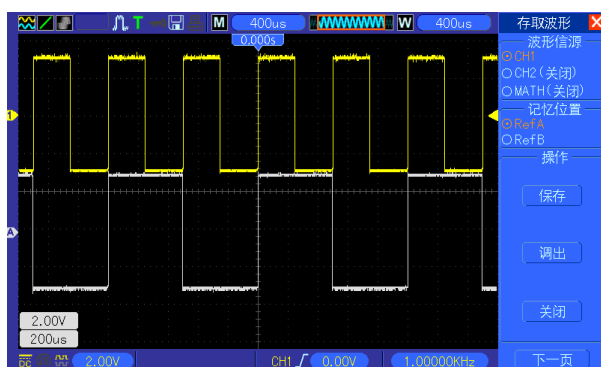 T M 400us W 400us 存取波形
0.000s
波形信源
CH1
CH2(关闭)
MATH(关闭)
记忆位置
RefA
RefB
操作
保存
调出
关闭
下一页
1
A
2.00V
200us
DC 2.00V CH1 0.00V 1.00000KHz